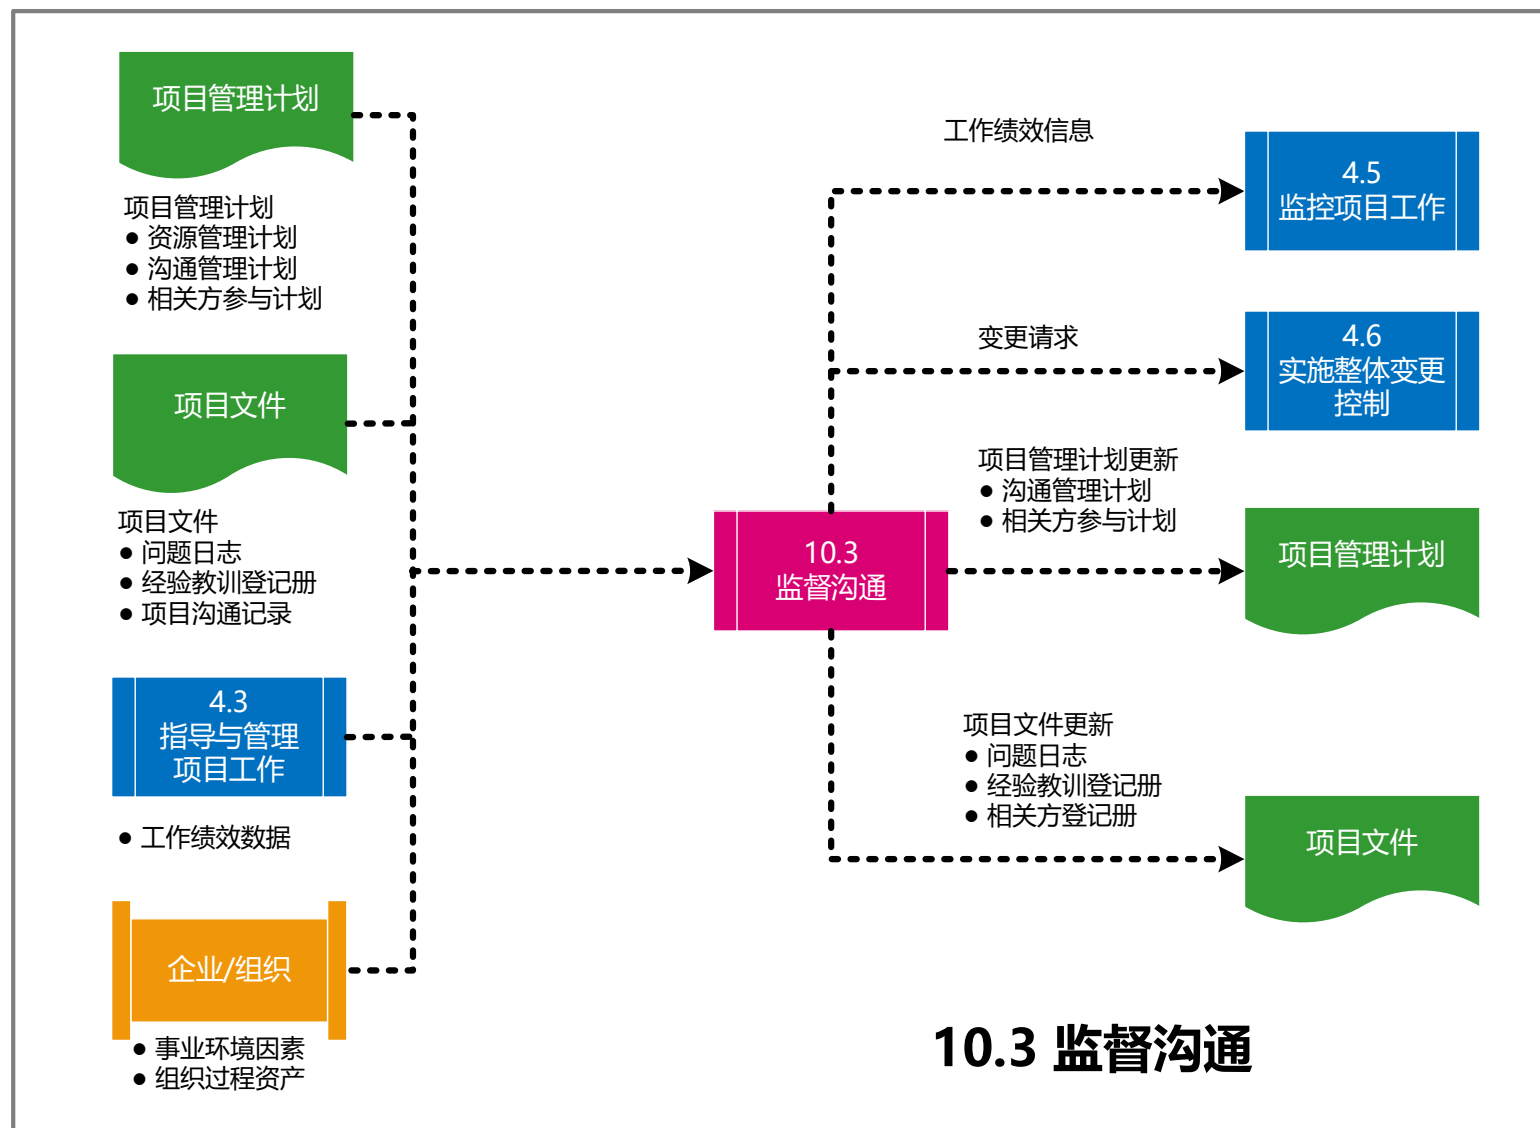 项目管理计划
项目管理计划
● 资源管理计划
● 沟通管理计划
● 相关方参与计划
项目文件
项目文件
● 问题日志
● 经验教训登记册
● 项目沟通记录
4.3
指导与管理
项目工作
● 工作绩效数据
企业/组织
● 事业环境因素
● 组织过程资产
10.3
监督沟通
工作绩效信息
4.5
监控项目工作
变更请求
4.6
实施整体变更
控制
项目管理计划更新
● 沟通管理计划
● 相关方参与计划
项目管理计划
项目文件更新
● 问题日志
● 经验教训登记册
● 相关方登记册
项目文件
10.3 监督沟通